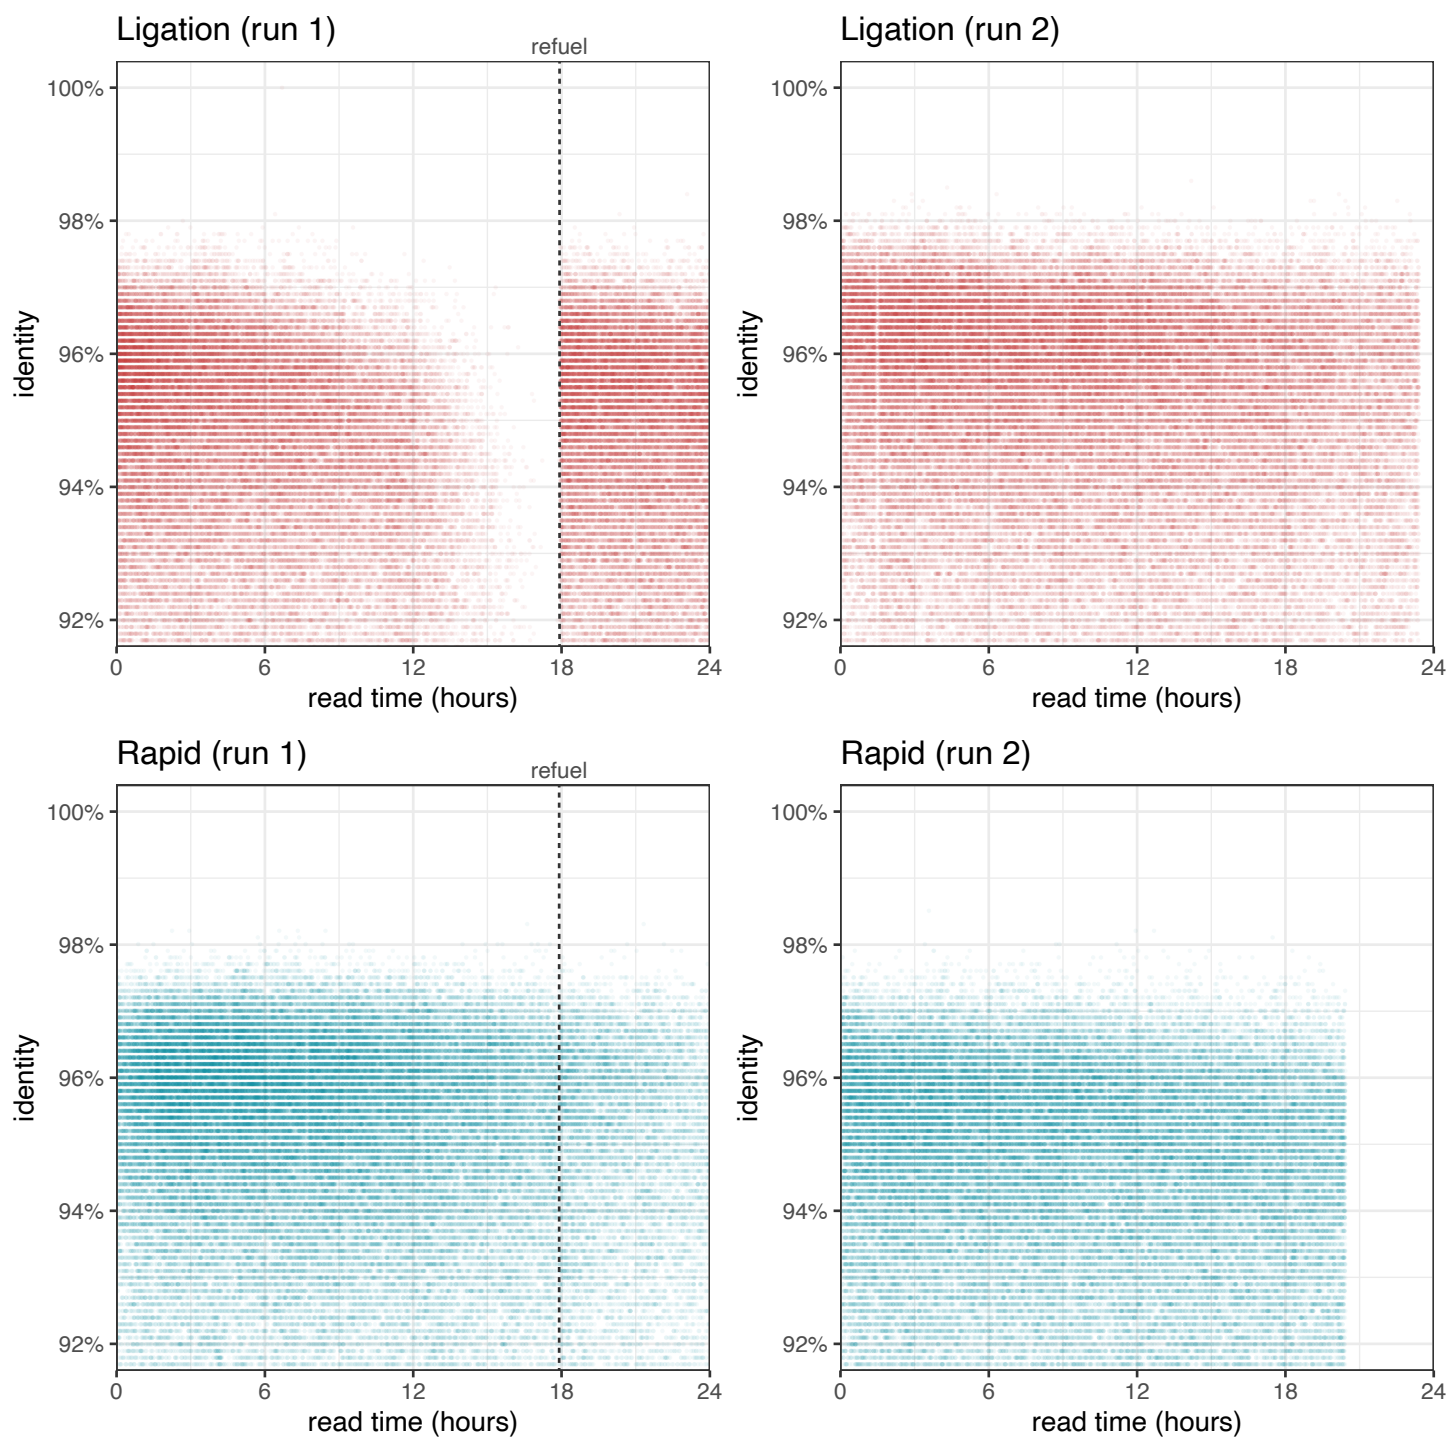 Ligation (run 1)
refuel
100%
98%
96%
94%
92%
identity
0 6 12 18 24
read time (hours)
Ligation (run 2)
100%
98%
96%
94%
92%
identity
0 6 12 18 24
read time (hours)
Rapid (run 1)
refuel
100%
98%
96%
94%
92%
identity
0 6 12 18 24
read time (hours)
Rapid (run 2)
100%
98%
96%
94%
92%
identity
0 6 12 18 24
read time (hours)